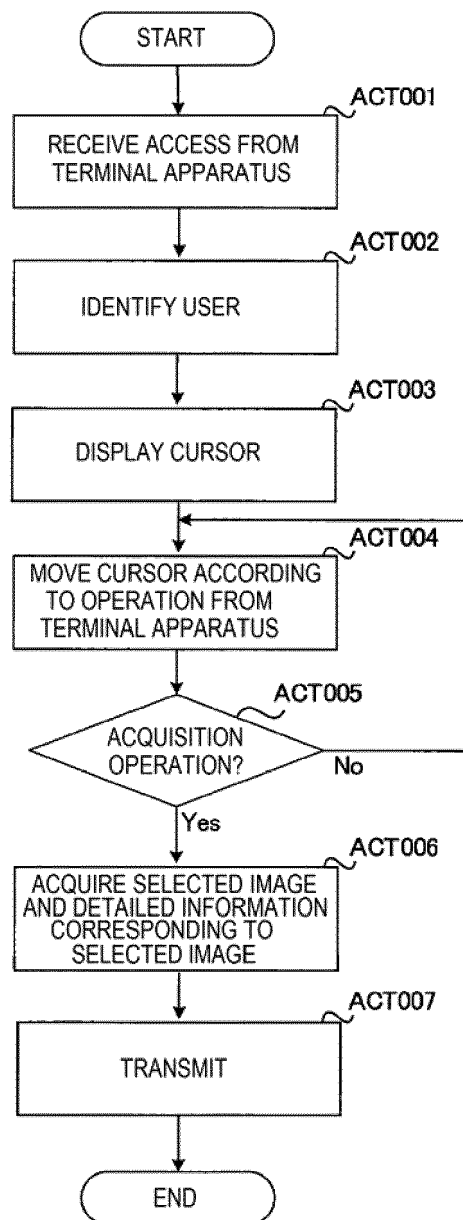 START
ACT001
RECEIVE ACCESS FROM
TERMINAL APPARATUS
ACT002
IDENTIFY USER
ACT003
DISPLAY CURSOR
ACT004
MOVE CURSOR ACCORDING
TO OPERATION FROM
TERMINAL APPARATUS
ACT005
ACQUISITION
OPERATION?
No
Yes
ACT006
ACQUIRE SELECTED IMAGE
AND DETAILED INFORMATION
CORRESPONDING TO
SELECTED IMAGE
ACT007
TRANSMIT
END